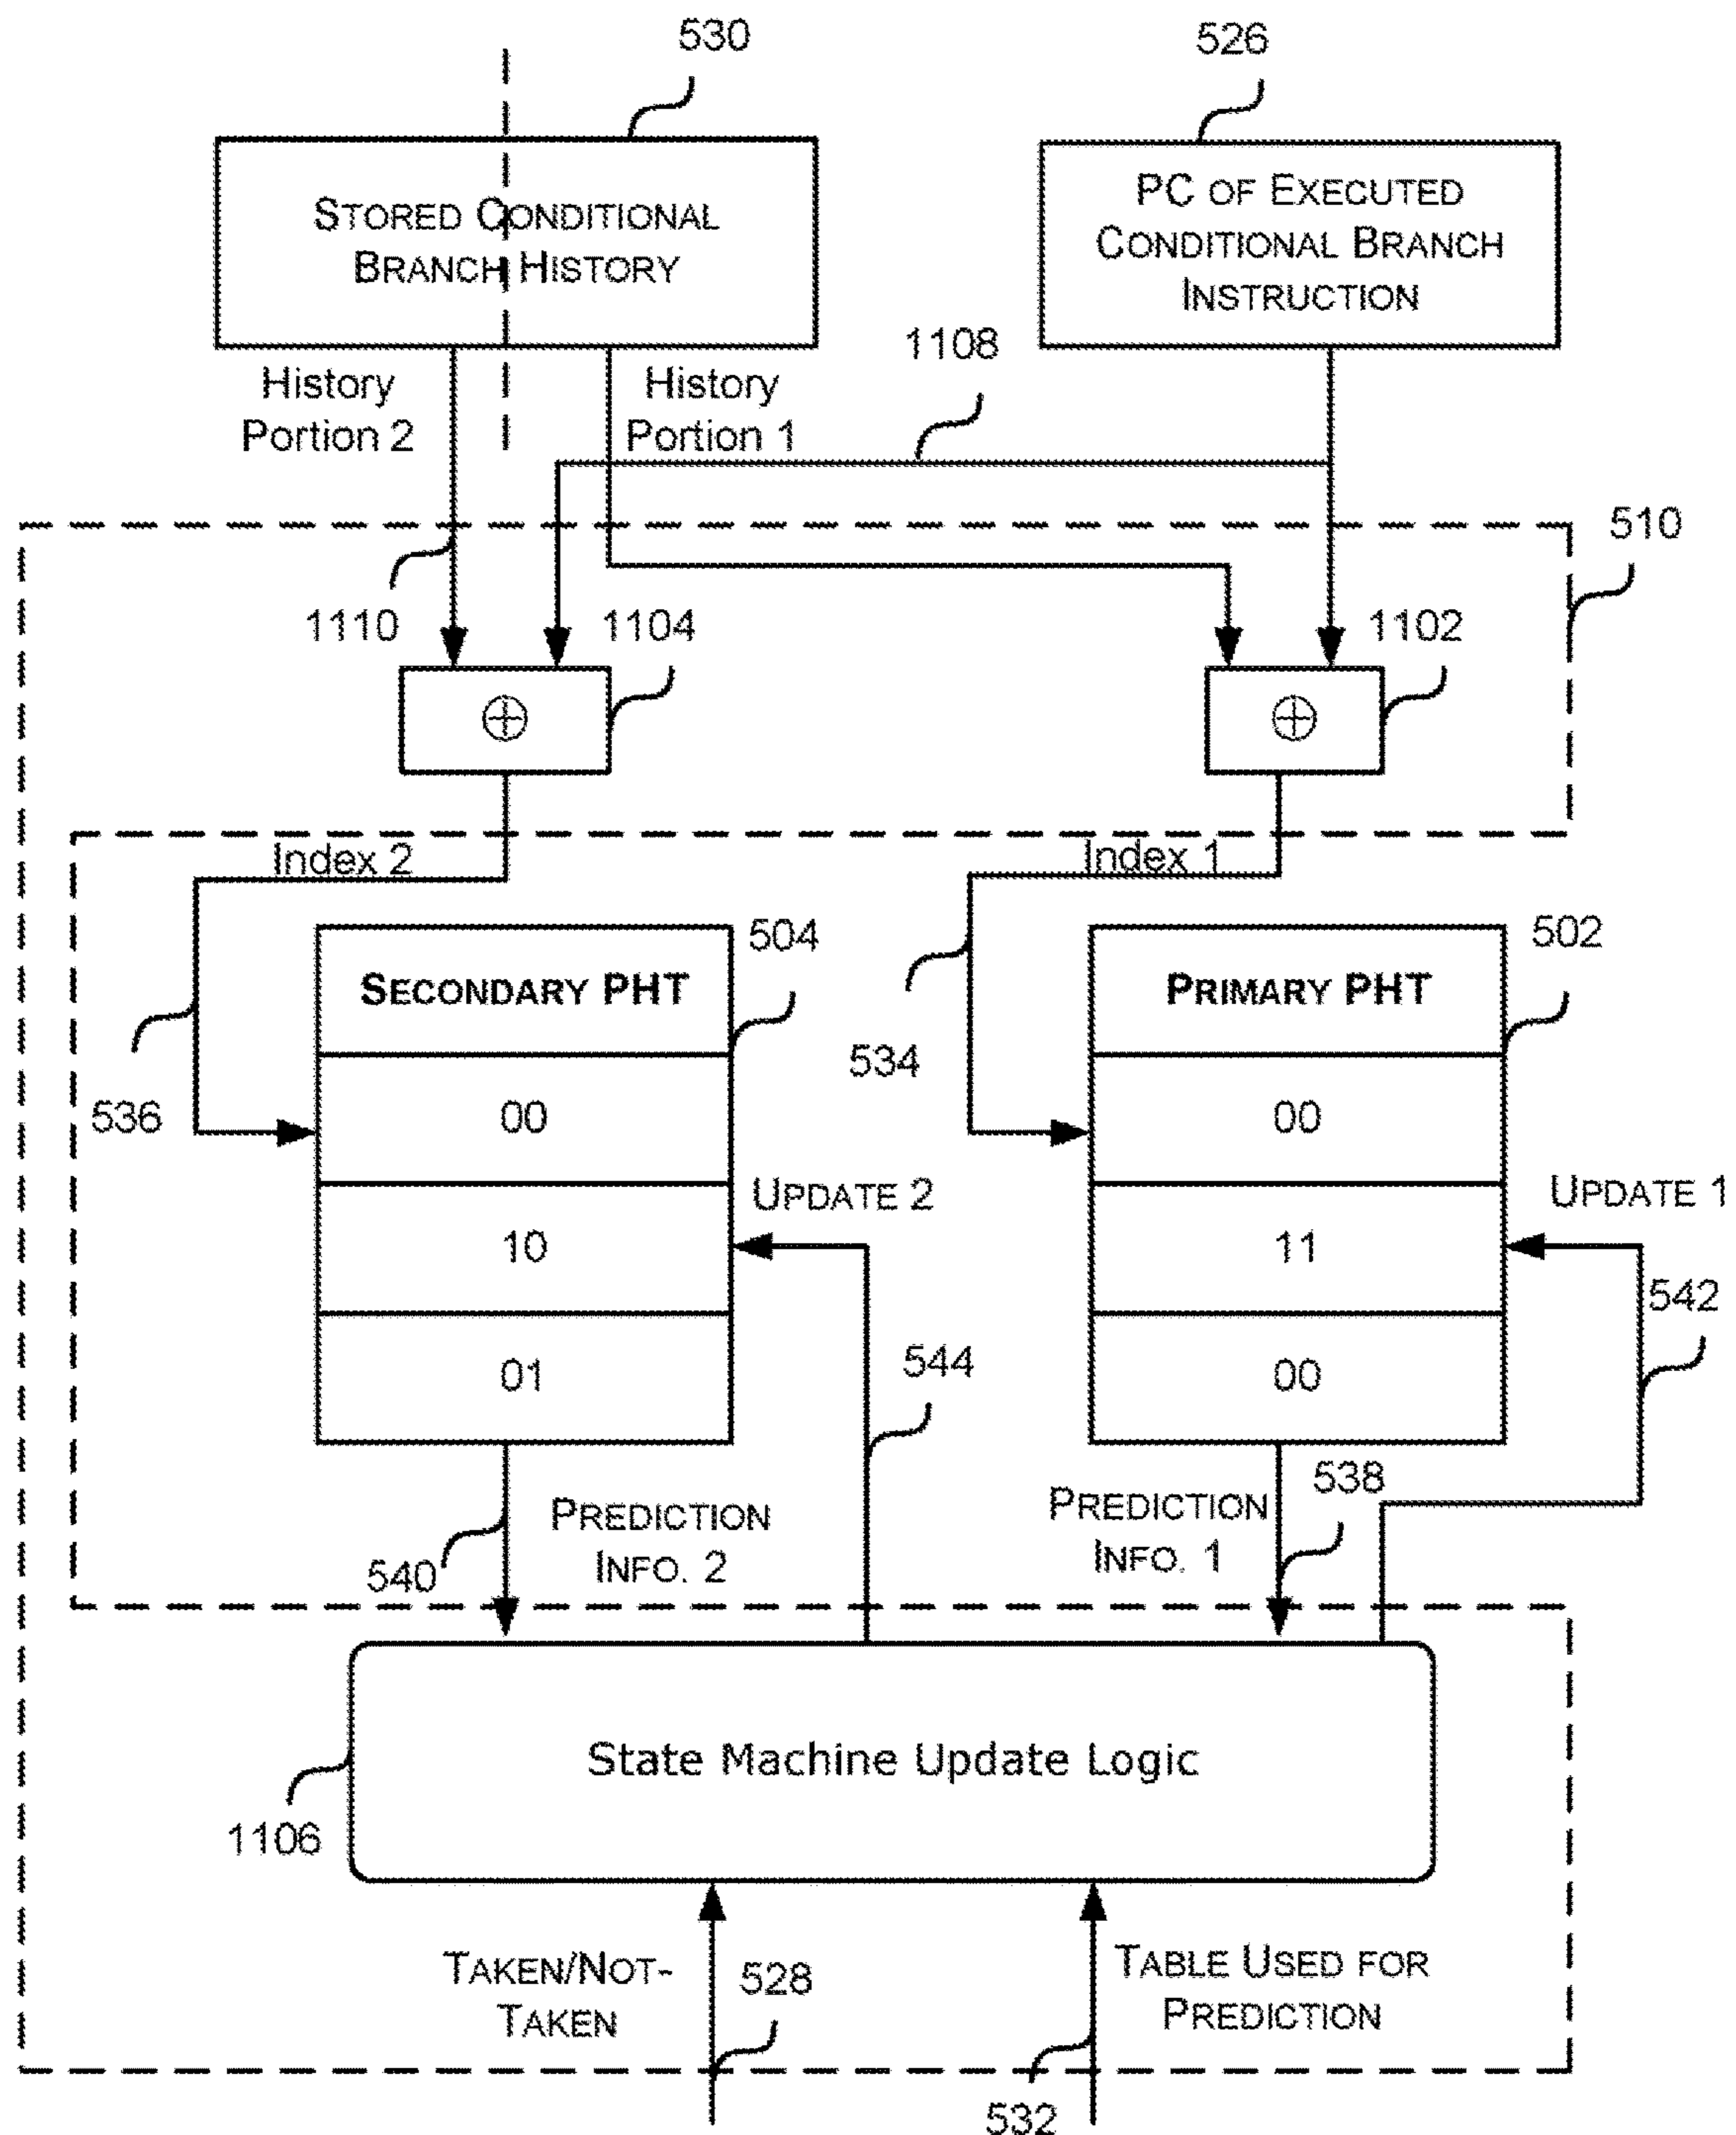 530
526
STORED CONDITIONAL
BRANCH HISTORY
PC OF EXECUTED
CONDITIONAL BRANCH
INSTRUCTION
1108
History
Portion 2
History
Portion 1
510
1110
1104
1102
⊕
⊕
Index 2
Index 1
504
502
SECONDARY PHT
PRIMARY PHT
536
534
00
00
UPDATE 2
UPDATE 1
10
11
542
544
01
00
538
PREDICTION
INFO. 2
PREDICTION
INFO. 1
540
State Machine Update Logic
1106
TAKEN/NOT-
TAKEN
528
TABLE USED FOR
PREDICTION
532